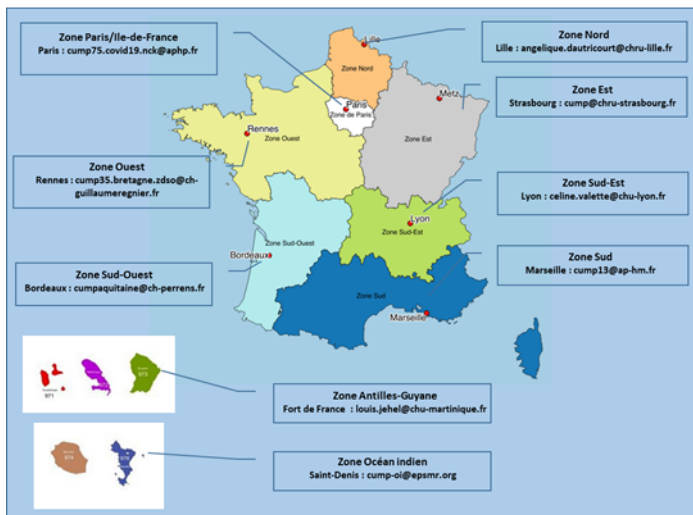 Zone Paris/Ile-de-France
Paris : cump75.covid19.nck@aphp.fr
Zone Nord
Lille : angelique.dautricourt@chru-lille.fr
Zone Est
Strasbourg : cump@chru-strasbourg.fr
Zone Ouest
Rennes : cump35.bretagne.zdso@ch-
guillaumeregnier.fr
Zone Sud-Est
Lyon : celine.valette@chu-lyon.fr
Zone Sud-Ouest
Bordeaux : cumpaquitaine@ch-perrens.fr
Zone Sud
Marseille : cump13@ap-hm.fr
Lille
Zone Nord
Metz
Paris
Zone de Paris
Rennes
Zone Ouest
Zone Est
Lyon
Zone Sud-Est
Zone Sud-Ouest
Bordeaux
Zone Sud
Marseille
971
973
Zone Antilles-Guyane
Fort de France : louis.jehel@chu-martinique.fr
974
Zone Océan indien
Saint-Denis : cump-oi@epsmr.org